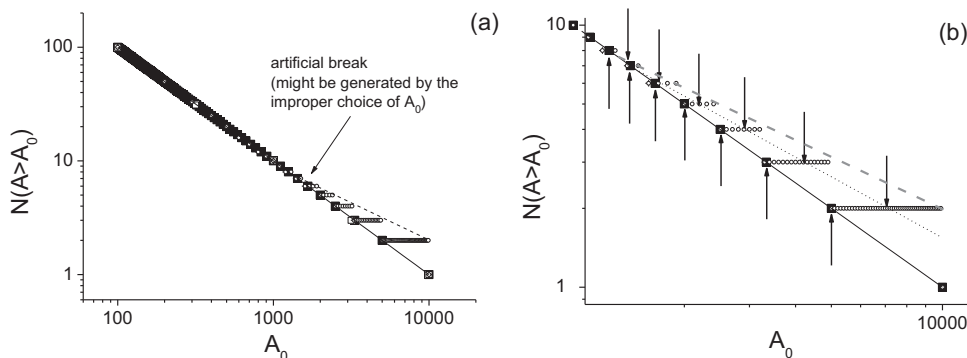 (a)
100
10
1
N(A>A0)
artificial break
(might be generated by the
improper choice of A0)
100 1000 10000
A0
(b)
10
1
N(A>A0)
10000
A0